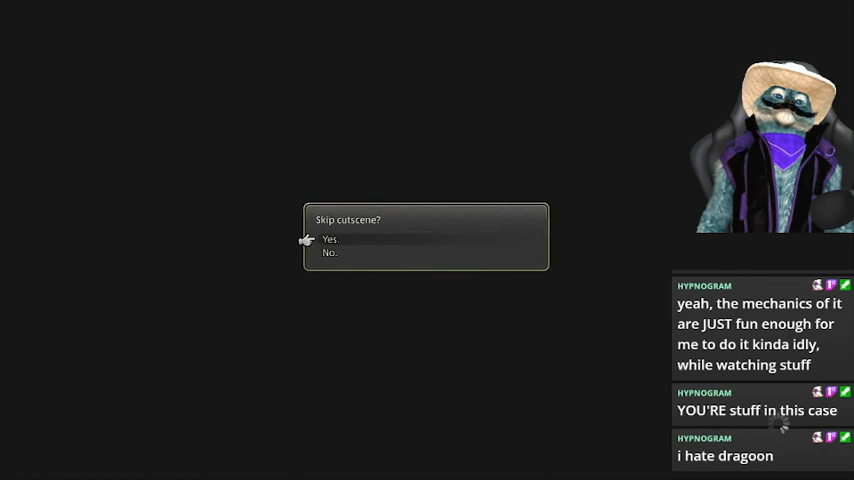 Skip cutscene?
Yes.
No.
HYPNOGRAM
yeah, the mechanics of it
are JUST fun enough for
me to do it kinda idly,
while watching stuff
HYPNOGRAM
YOU'RE stuff in this case
HYPNOGRAM
i hate dragoon